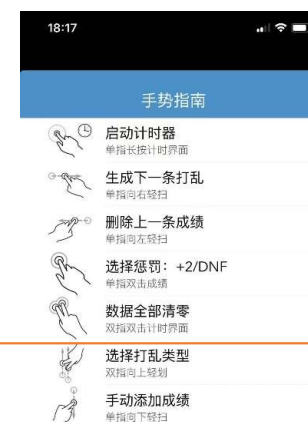 18:17
手势指南
启动计时器
单指长按计时界面
生成下一条打乱
单指向右轻扫
删除上一条成绩
单指向左轻扫
选择惩罚：+2/DNF
单指双击成绩
数据全部清零
双指双击计时界面
选择打乱类型
双指向上轻划
手动添加成绩
单指向下轻扫